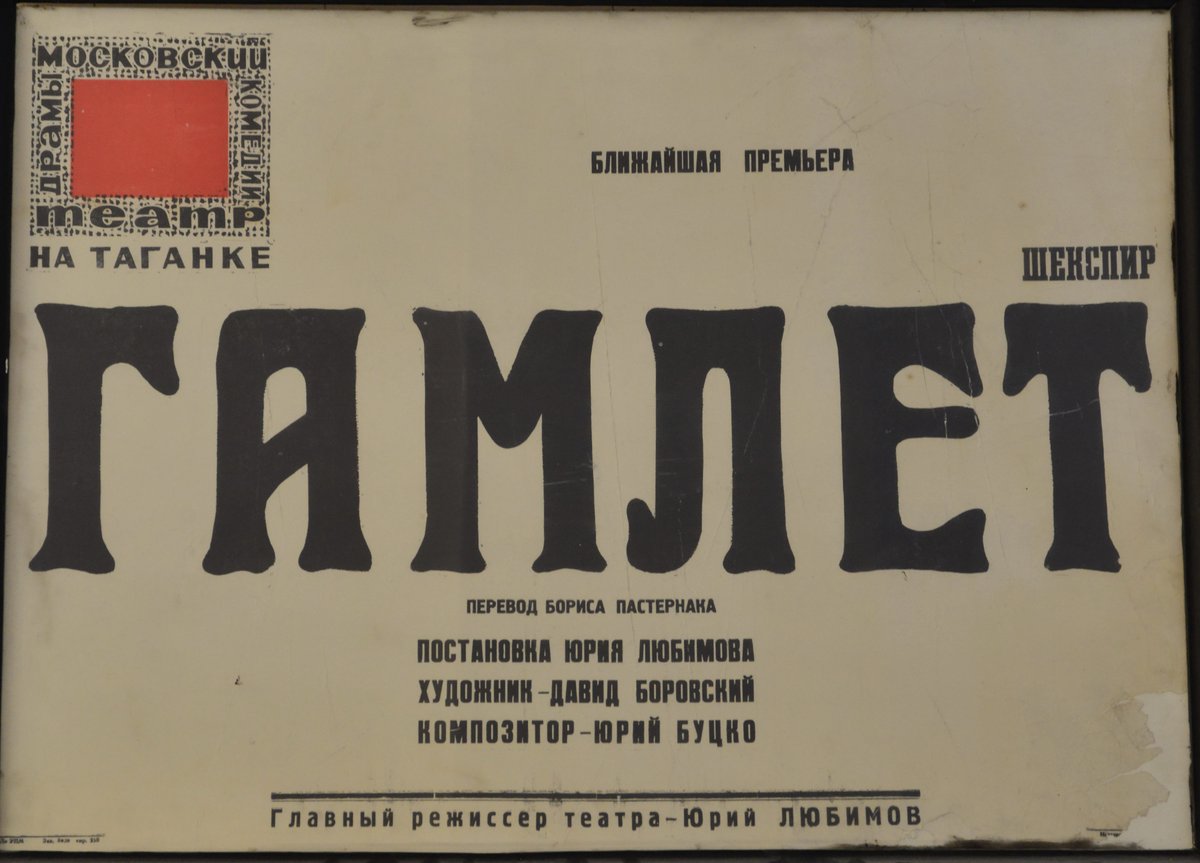 МОСКОВСКИЙ
ДРАМЫ
КОМЕДИИ
театр
НА ТАГАНКЕ
БЛИЖАЙШАЯ ПРЕМЬЕРА
ШЕКСПИР
ГАМЛЕТ
ПЕРЕВОД БОРИСА ПАСТЕРНАКА
ПОСТАНОВКА ЮРИЯ ЛЮБИМОВА
ХУДОЖНИК - ДАВИД БОРОВСКИЙ
КОМПОЗИТОР - ЮРИЙ БУЦКО
Главный режиссер театра - Юрий ЛЮБИМОВ